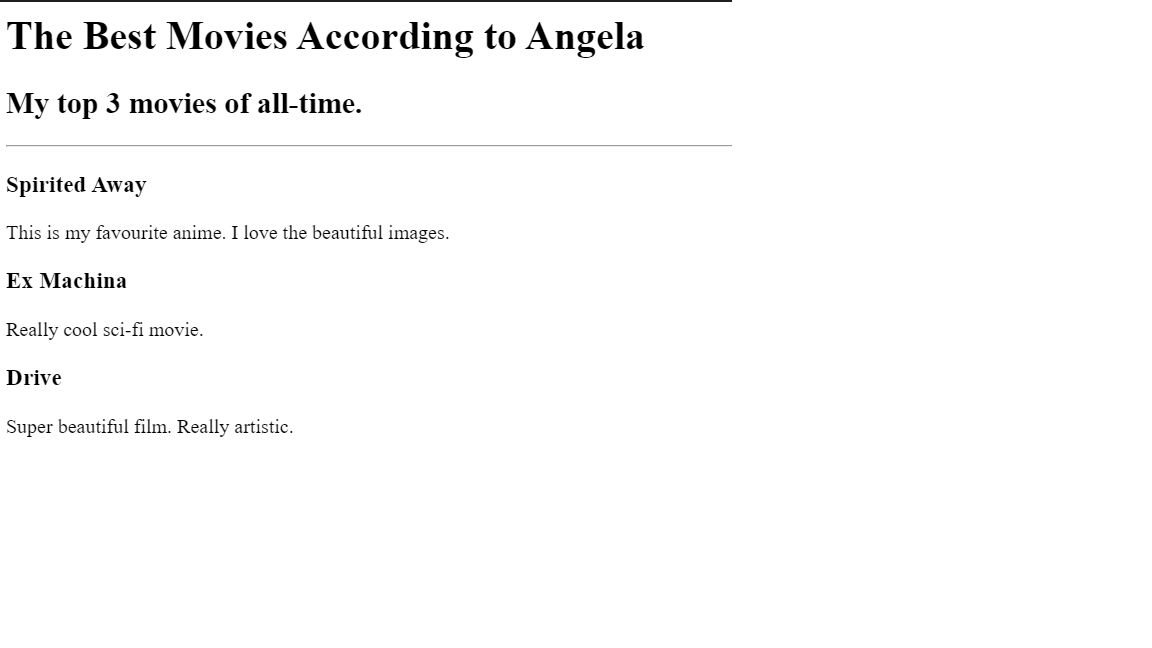 The Best Movies According to Angela
My top 3 movies of all-time.
Spirited Away
This is my favourite anime. I love the beautiful images.
Ex Machina
Really cool sci-fi movie.
Drive
Super beautiful film. Really artistic.